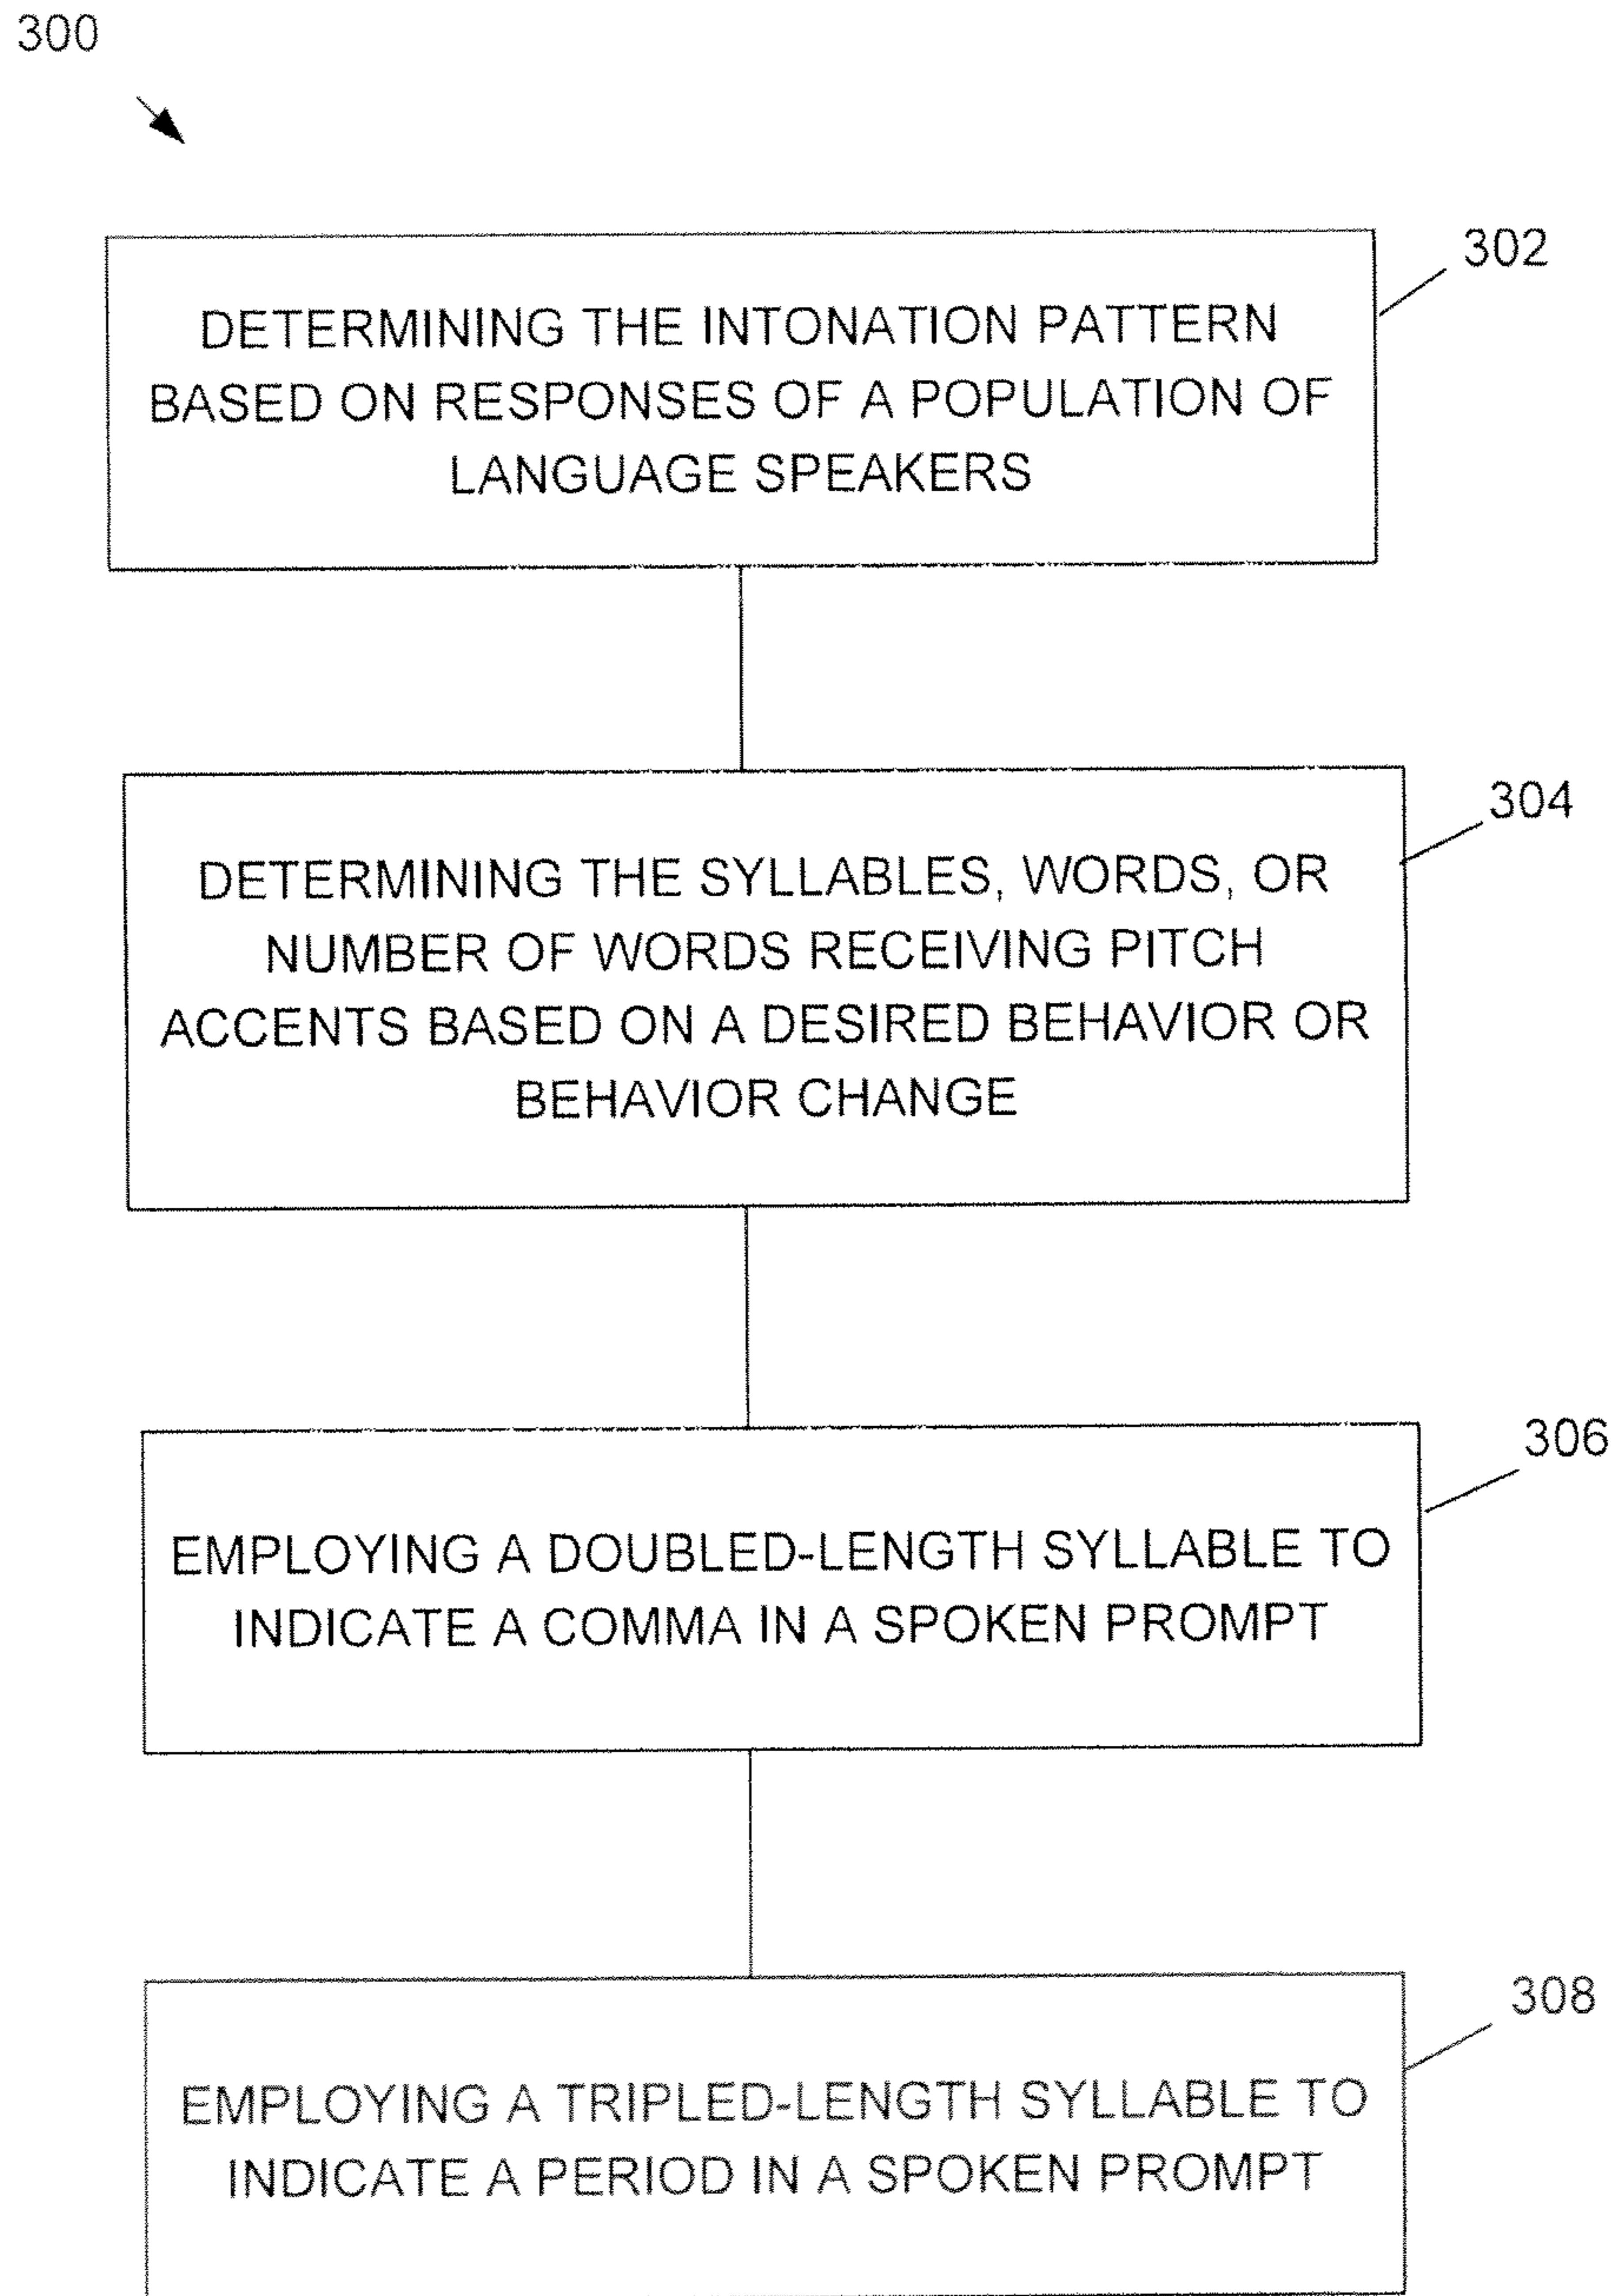 300
302
DETERMINING THE INTONATION PATTERN
BASED ON RESPONSES OF A POPULATION OF
LANGUAGE SPEAKERS
304
DETERMINING THE SYLLABLES, WORDS, OR
NUMBER OF WORDS RECEIVING PITCH
ACCENTS BASED ON A DESIRED BEHAVIOR OR
BEHAVIOR CHANGE
306
EMPLOYING A DOUBLED-LENGTH SYLLABLE TO
INDICATE A COMMA IN A SPOKEN PROMPT
308
EMPLOYING A TRIPLED-LENGTH SYLLABLE TO
INDICATE A PERIOD IN A SPOKEN PROMPT